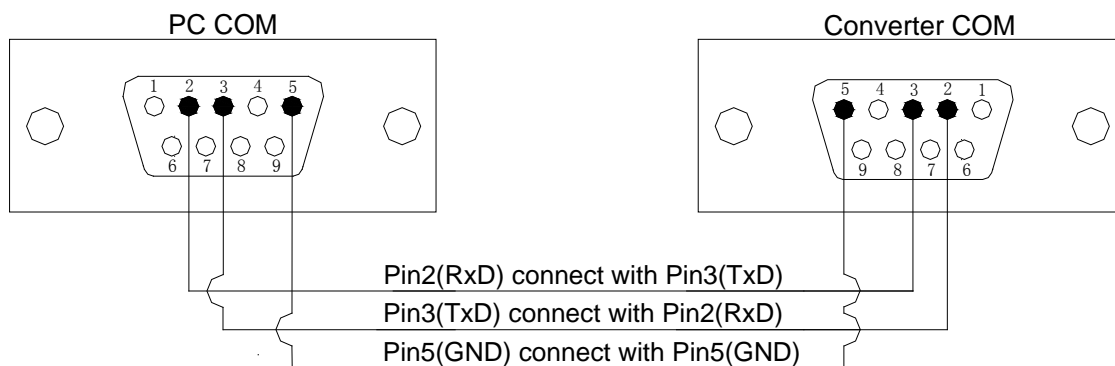 PC COM
Converter COM
1 2 3 4 5
6 7 8 9
5 4 3 2 1
9 8 7 6
Pin2(RxD) connect with Pin3(TxD)
Pin3(TxD) connect with Pin2(RxD)
Pin5(GND) connect with Pin5(GND)